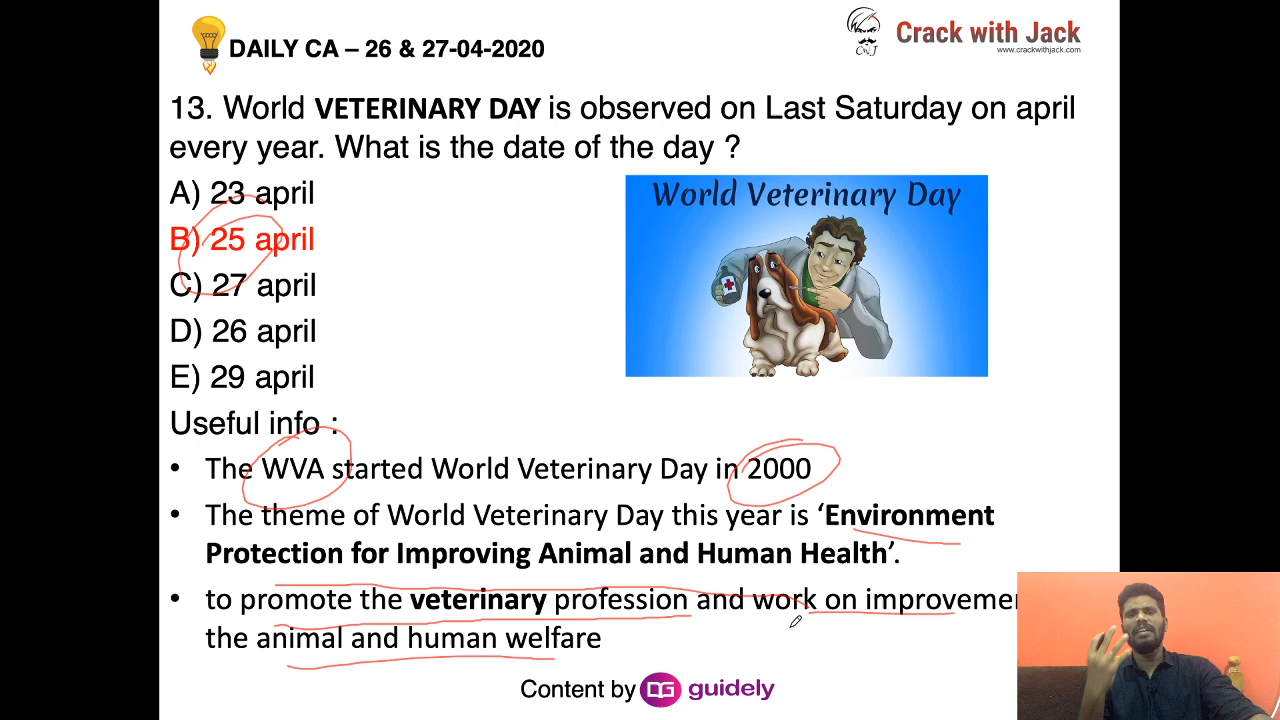 DAILY CA – 26 & 27-04-2020
CWJ
Crack with Jack
www.crackwithjack.com
13. World VETERINARY DAY is observed on Last Saturday on april
every year. What is the date of the day ?
A) 23 april
B) 25 april
C) 27 april
D) 26 april
E) 29 april
World Veterinary Day
Useful info :
• The WVA started World Veterinary Day in 2000
• The theme of World Veterinary Day this year is ‘Environment
Protection for Improving Animal and Human Health’.
• to promote the veterinary profession and work on
the animal and human welfare
Content by DG guidely